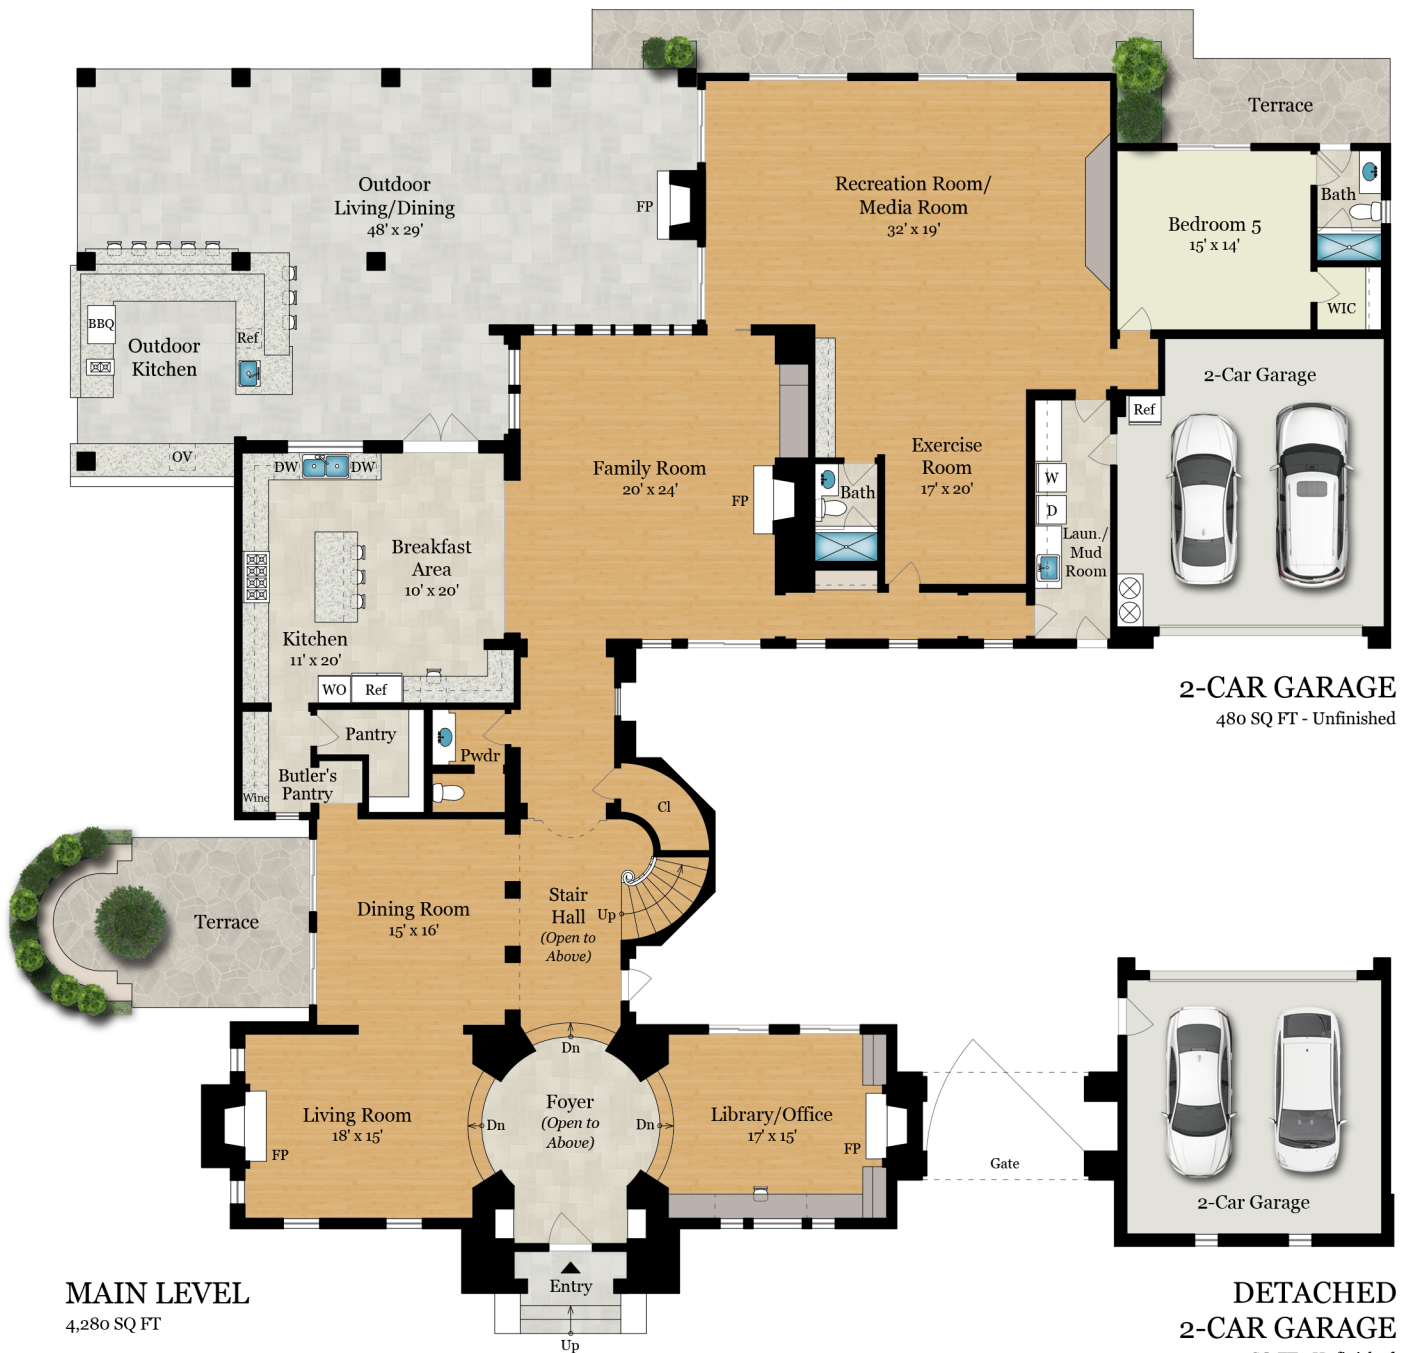 Terrace
Outdoor
Living/Dining
48' x 29'
FP
Recreation Room/
Media Room
32' x 19'
Bedroom 5
15' x 14'
Bath
WIC
BBQ
Ref
Outdoor
Kitchen
OV
2-Car Garage
Ref
DW
DW
Family Room
20' x 24'
FP
Bath
Exercise
Room
17' x 20'
W
D
Laun./
Mud
Room
Breakfast
Area
10' x 20'
Kitchen
11' x 20'
WO
Ref
2-CAR GARAGE
480 SQ FT - Unfinished
Pantry
Pwdr
Butler's
Pantry
Wine
Cl
Terrace
Dining Room
15' x 16'
Stair
Hall
(Open to
Above)
Up
Dn
Living Room
18' x 15'
FP
Dn
Foyer
(Open to
Above)
Dn
Library/Office
17' x 15'
FP
Gate
2-Car Garage
Entry
Up
MAIN LEVEL
4,280 SQ FT
DETACHED
2-CAR GARAGE